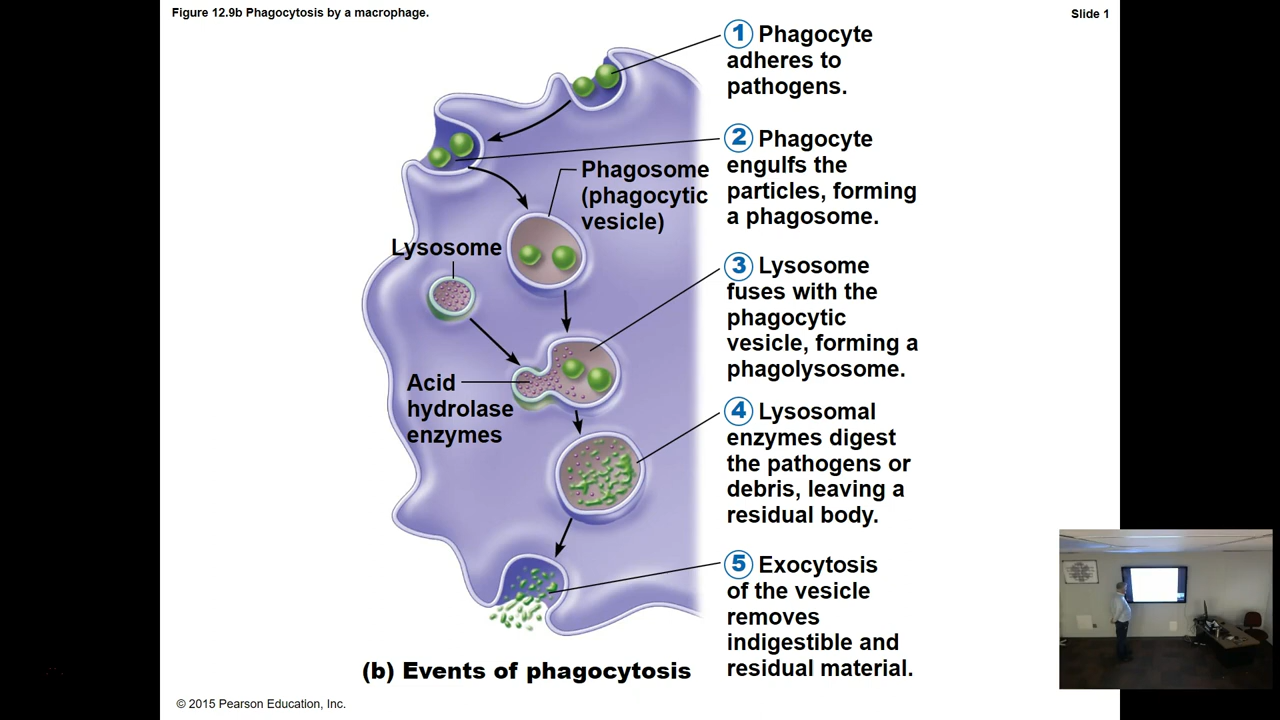 Figure 12.9b Phagocytosis by a macrophage.
Slide 1
1 Phagocyte
adheres to
pathogens.
2 Phagocyte
engulfs the
particles, forming
a phagosome.
Phagosome
(phagocytic
vesicle)
Lysosome
3 Lysosome
fuses with the
phagocytic
vesicle, forming a
phagolysosome.
Acid
hydrolase
enzymes
4 Lysosomal
enzymes digest
the pathogens or
debris, leaving a
residual body.
5 Exocytosis
of the vesicle
removes
indigestible and
residual material.
(b) Events of phagocytosis
© 2015 Pearson Education, Inc.